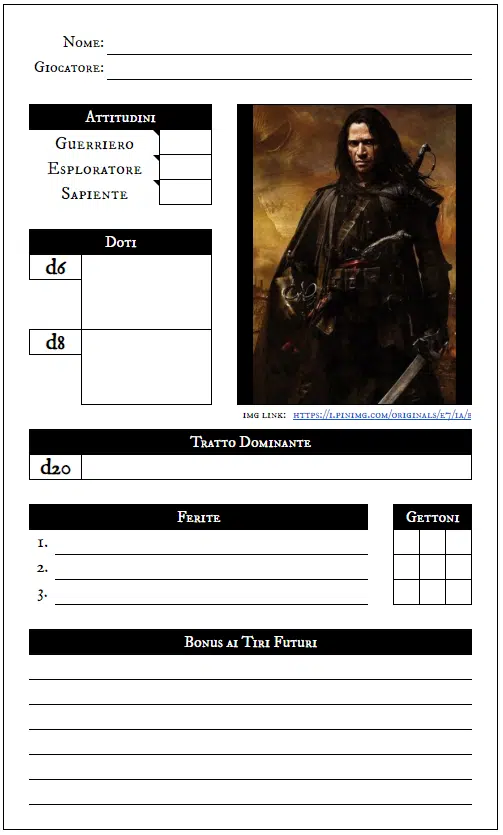 Nome:
Giocatore:
Attitudini
Guerriero
Esploratore
Sapiente
Doti
d6
d8
img link: https://i.pinimg.com/originals/e7/1a/e
Tratto Dominante
d20
Ferite
1.
2.
3.
Gettoni
Bonus ai Tiri Futuri